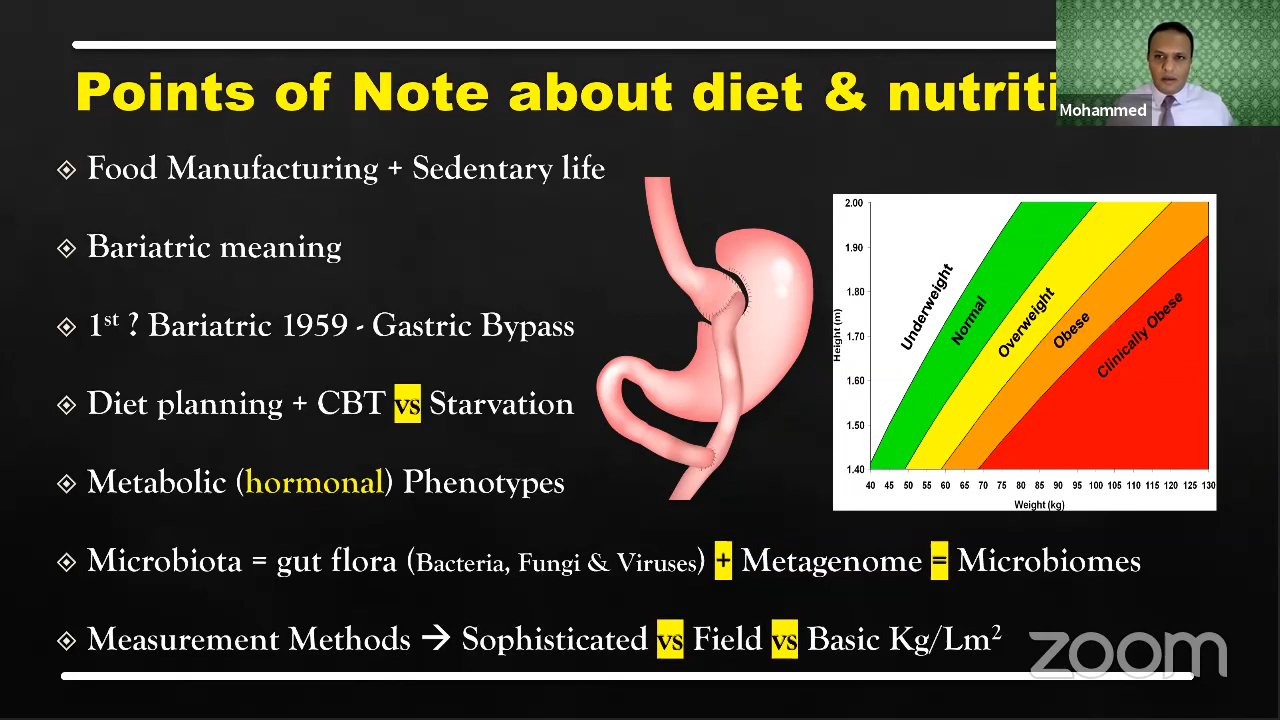 Points of Note about diet & nutriti
Mohammed
Food Manufacturing + Sedentary life
Bariatric meaning
1st ? Bariatric 1959 - Gastric Bypass
Diet planning + CBT vs Starvation
Metabolic (hormonal) Phenotypes
Microbiota = gut flora (Bacteria, Fungi & Viruses) + Metagenome = Microbiomes
Measurement Methods → Sophisticated vs Field vs Basic Kg/Lm²
2.00
1.90
1.80
1.70
1.60
1.50
1.40
Height (m)
Underweight
Normal
Overweight
Obese
Clinically Obese
40 45 50 55 60 65 70 75 80 85 90 95 100 105 110 115 120 125 130
Weight (kg)
zoom